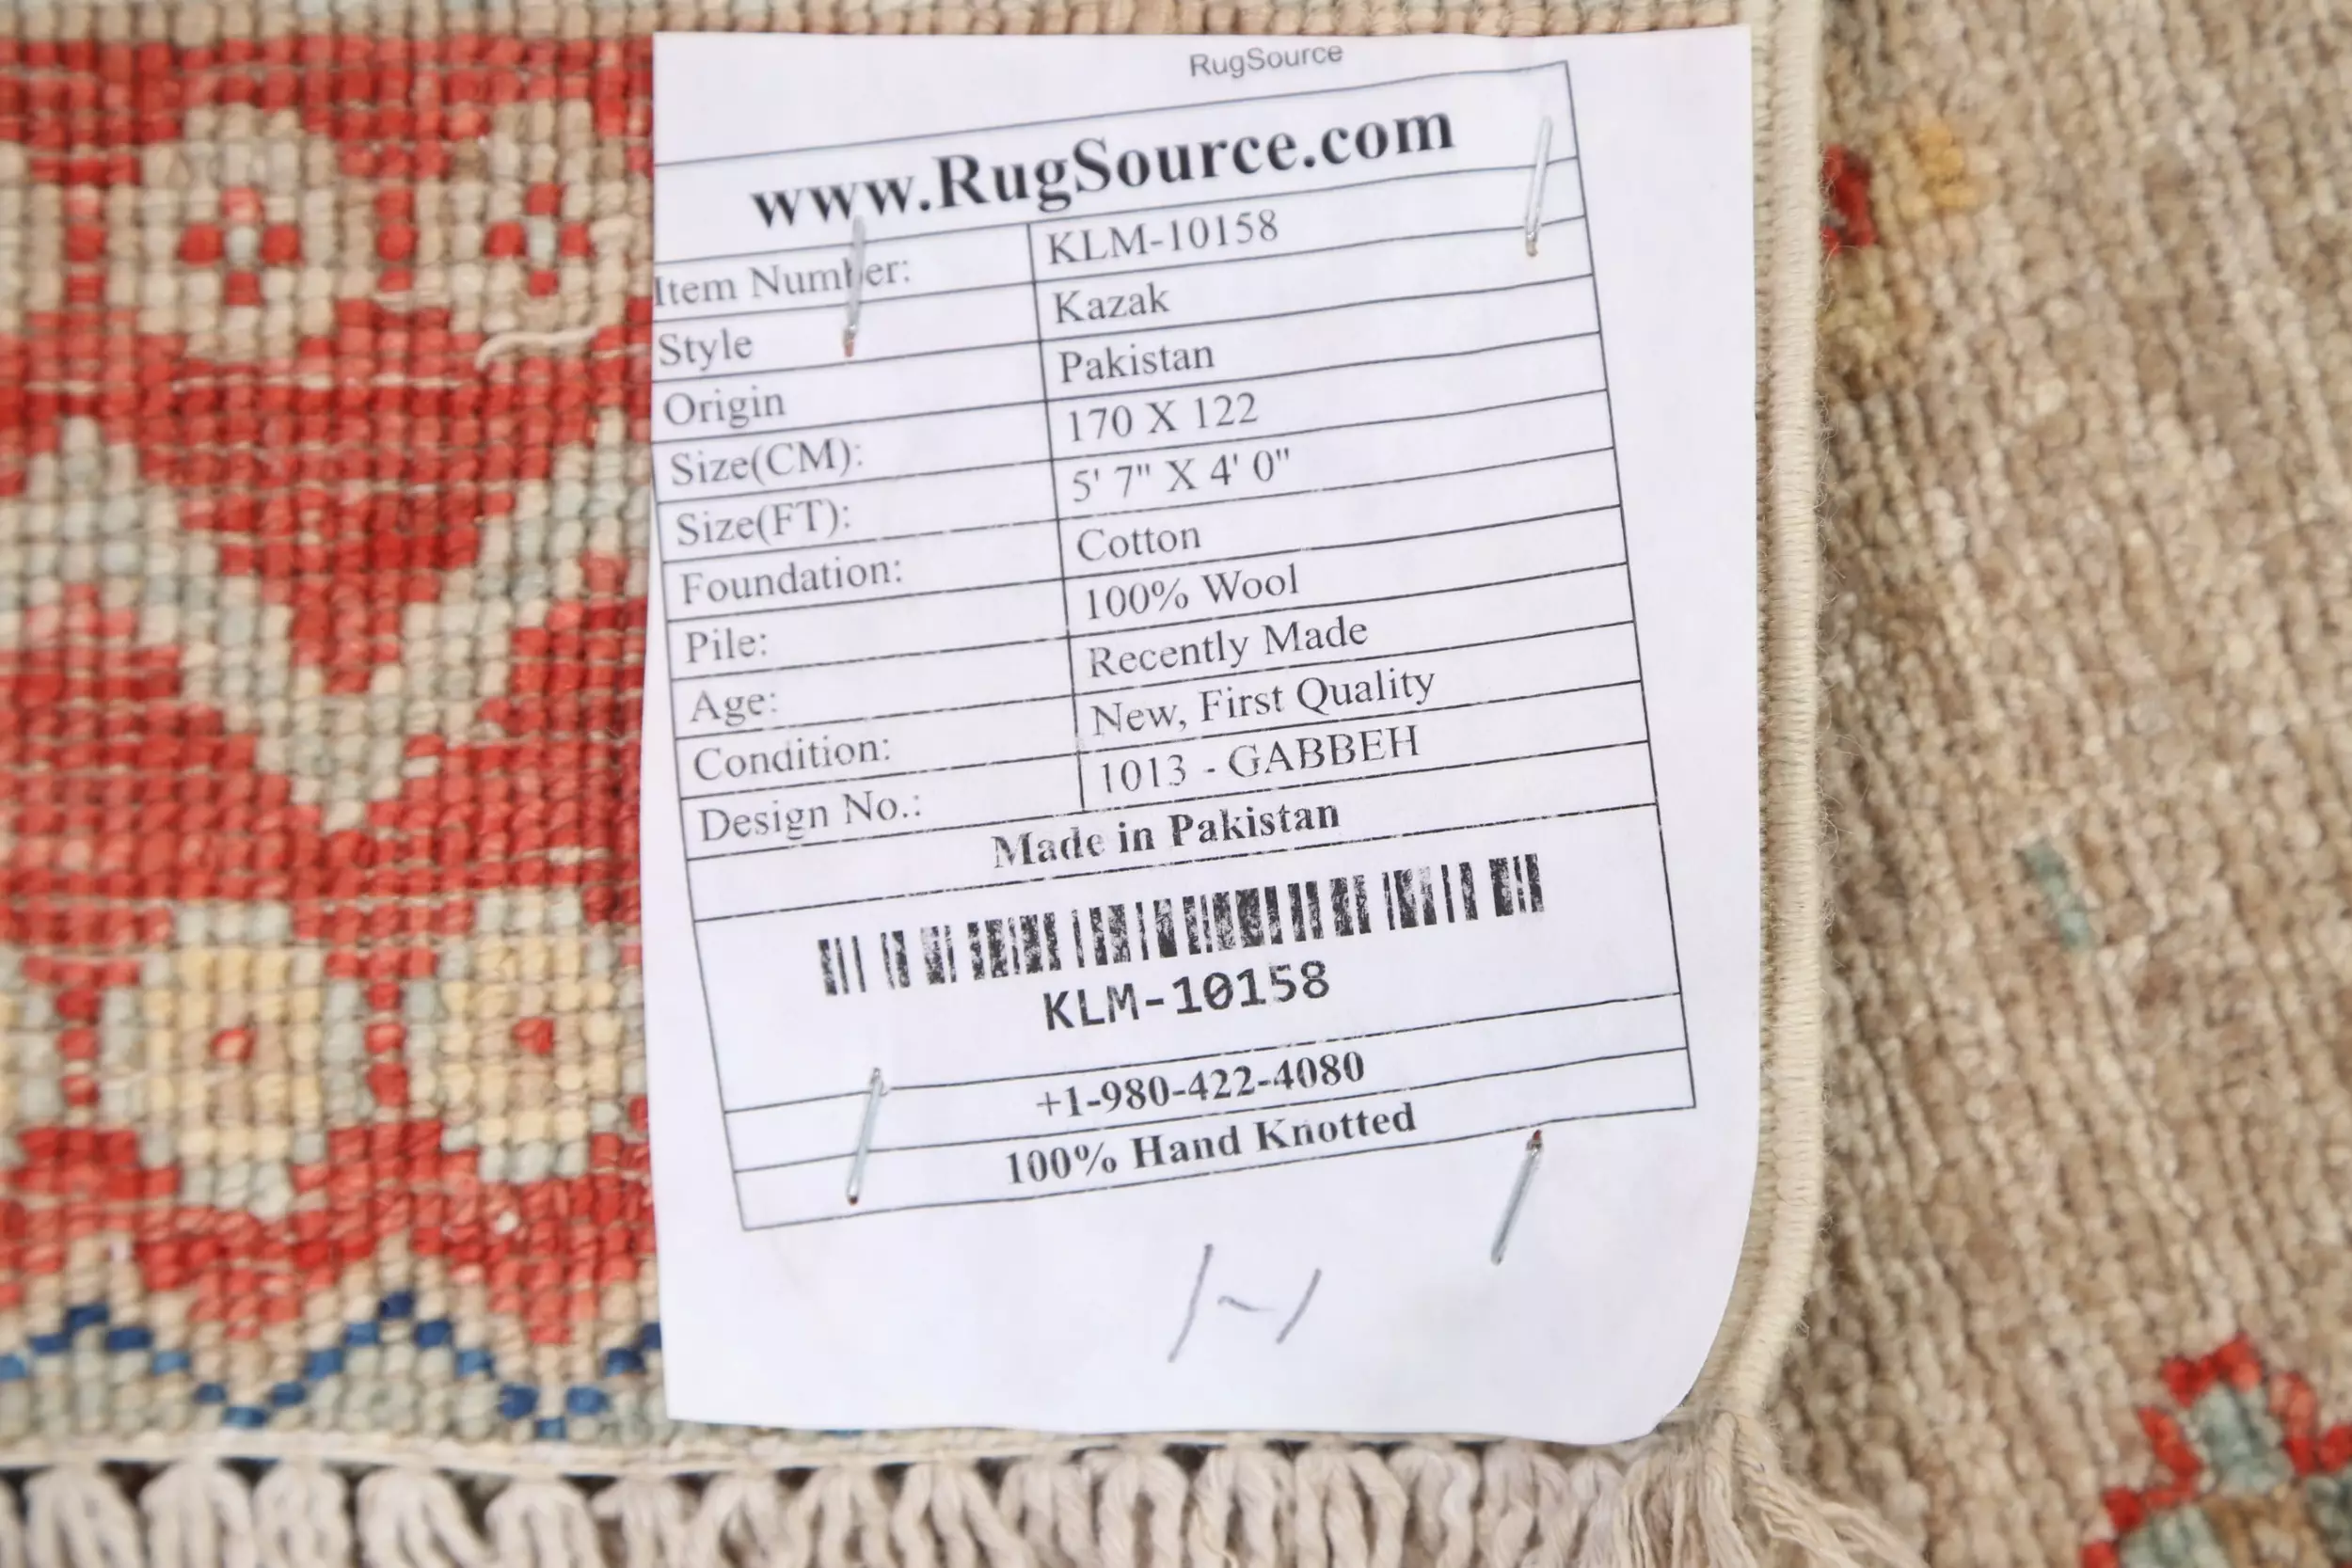 RugSource
www.RugSource.com
Item Number: KLM-10158
Style Kazak
Origin Pakistan
Size(CM): 170 X 122
Size(FT): 5' 7" X 4' 0"
Foundation: Cotton
Pile: 100% Wool
Age: Recently Made
Condition: New, First Quality
Design No.: 1013 - GABBEH
Made in Pakistan
KLM-10158
+1-980-422-4080
100% Hand Knotted